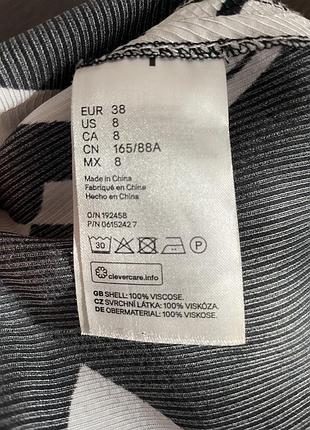 EUR 38
US 8
CA 8
CN 165/88A
MX 8
Made in China
Fabriqué en China
Hecho en China
O/N 192458
P/N 0615242 7
30 P
clevercare.info
GB SHELL: 100% VISCOSE.
CZ SVRCHNÍ LÁTKA: 100% VISKÓZA.
DE OBERMATERIAL: 100% VISKOSE.